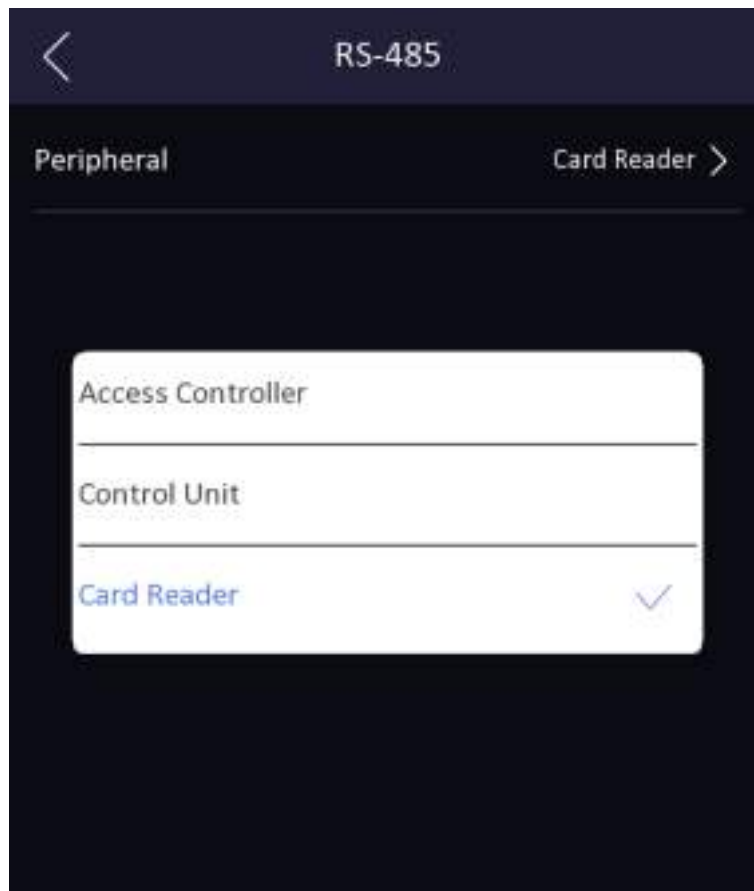 RS-485
Peripheral Card Reader
Access Controller
Control Unit
Card Reader